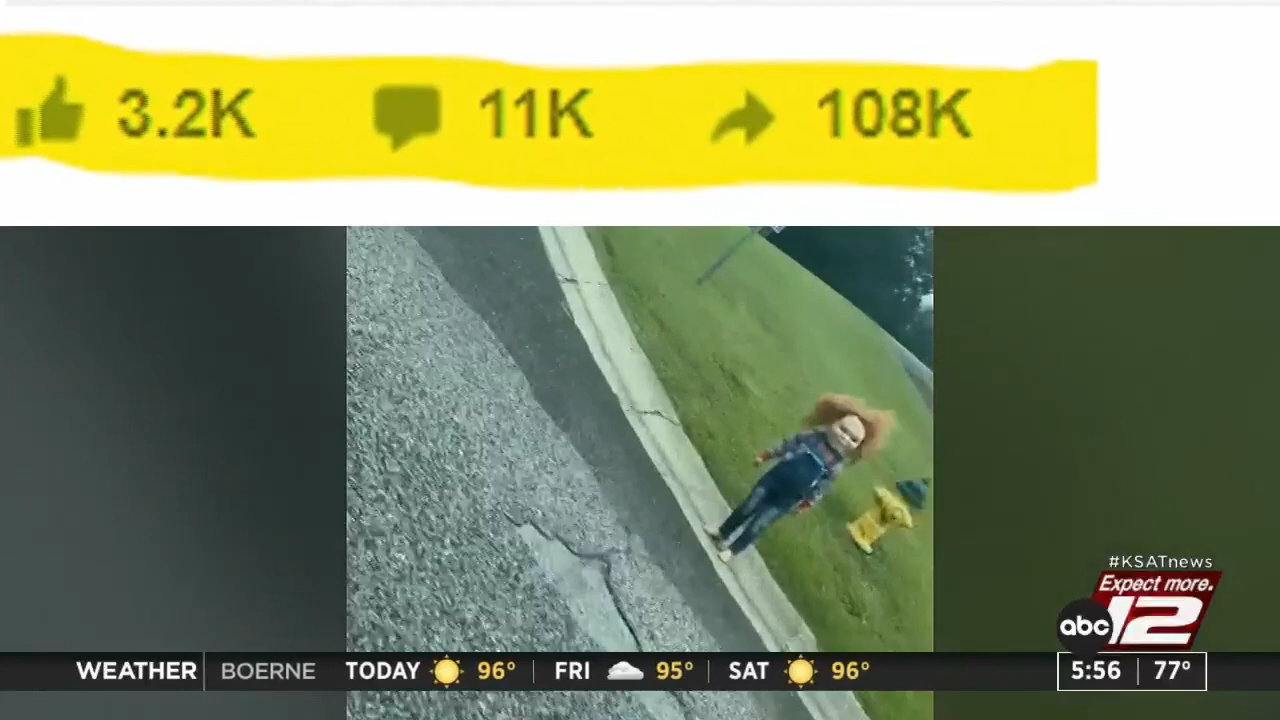 3.2K 11K 108K
#KSATnews
Expect more.
abc 12
WEATHER BOERNE TODAY 96° FRI 95° SAT 96° 5:56 77°